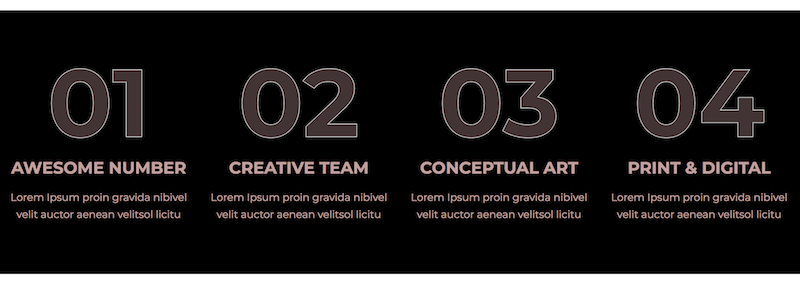 01
02
03
04
AWESOME NUMBER
CREATIVE TEAM
CONCEPTUAL ART
PRINT & DIGITAL
Lorem Ipsum proin gravida nibivel
velit auctor aenean velitsol licitu
Lorem Ipsum proin gravida nibivel
velit auctor aenean velitsol licitu
Lorem Ipsum proin gravida nibivel
velit auctor aenean velitsol licitu
Lorem Ipsum proin gravida nibivel
velit auctor aenean velitsol licitu